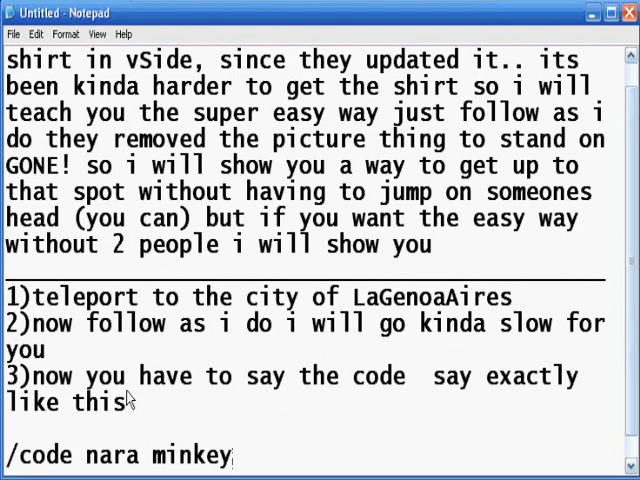 Untitled - Notepad
File Edit Format View Help
shirt in vSide, since they updated it.. its
been kinda harder to get the shirt so i will
teach you the super easy way just follow as i
do they removed the picture thing to stand on
GONE! so i will show you a way to get up to
that spot without having to jump on someones
head (you can) but if you want the easy way
without 2 people i will show you
1)teleport to the city of LaGenoaAires
2)now follow as i do i will go kinda slow for
you
3)now you have to say the code  say exactly
like this
/code nara minkey